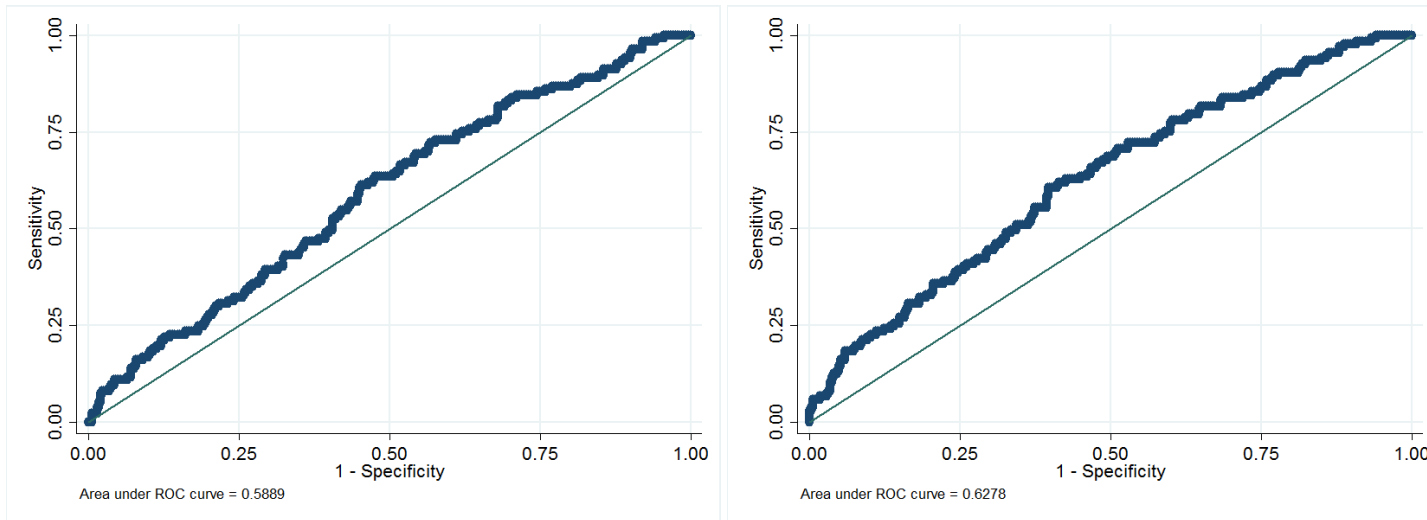 1.00
0.75
0.50
0.25
0.00
Sensitivity
0.00 0.25 0.50 0.75 1.00
1 - Specificity
Area under ROC curve = 0.5889
1.00
0.75
0.50
0.25
0.00
Sensitivity
0.00 0.25 0.50 0.75 1.00
1 - Specificity
Area under ROC curve = 0.6278